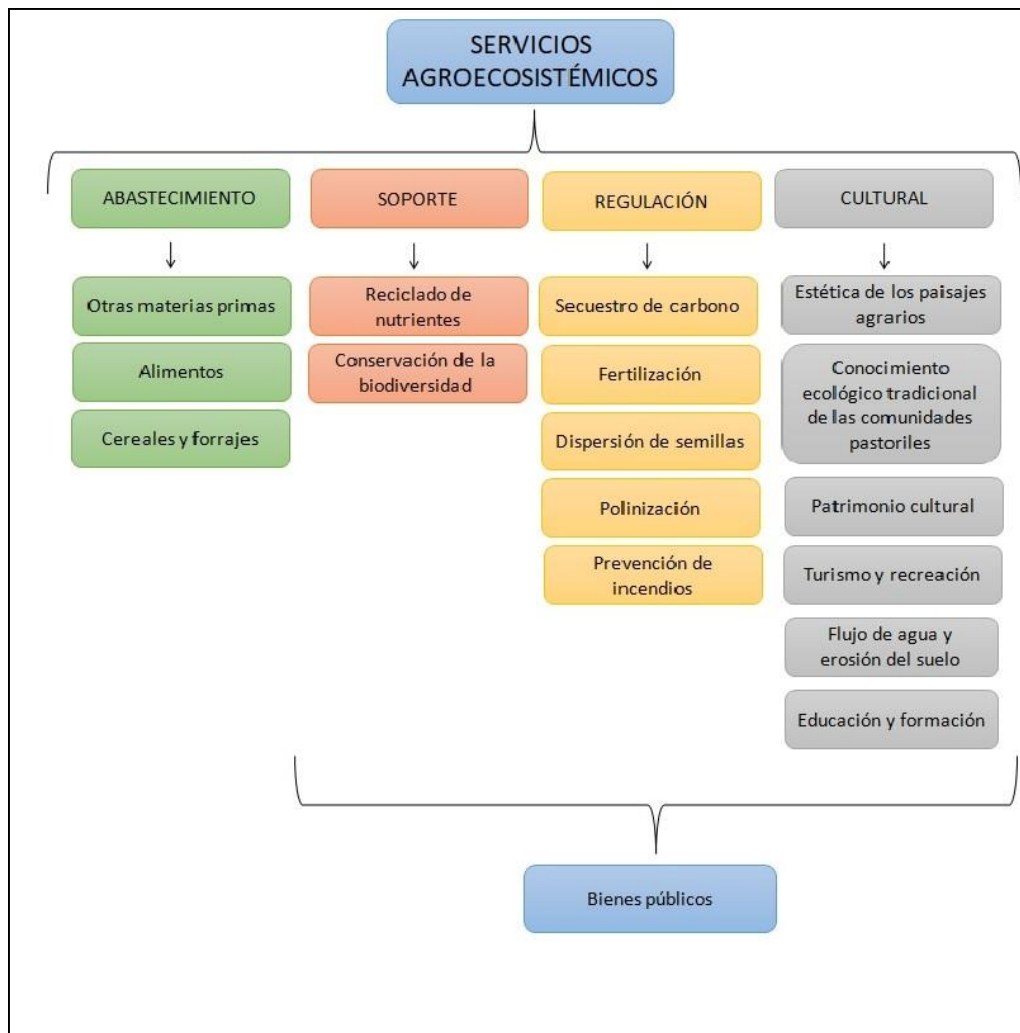 SERVICIOS
AGROECOSISTÉMICOS
ABASTECIMIENTO
Otras materias primas
Alimentos
Cereales y forrajes
SOPORTE
Reciclado de
nutrientes
Conservación de la
biodiversidad
REGULACIÓN
Secuestro de carbono
Fertilización
Dispersión de semillas
Polinización
Prevención de
incendios
CULTURAL
Estética de los paisajes
agrarios
Conocimiento
ecológico tradicional
de las comunidades
pastoriles
Patrimonio cultural
Turismo y recreación
Flujo de agua y
erosión del suelo
Educación y formación
Bienes públicos